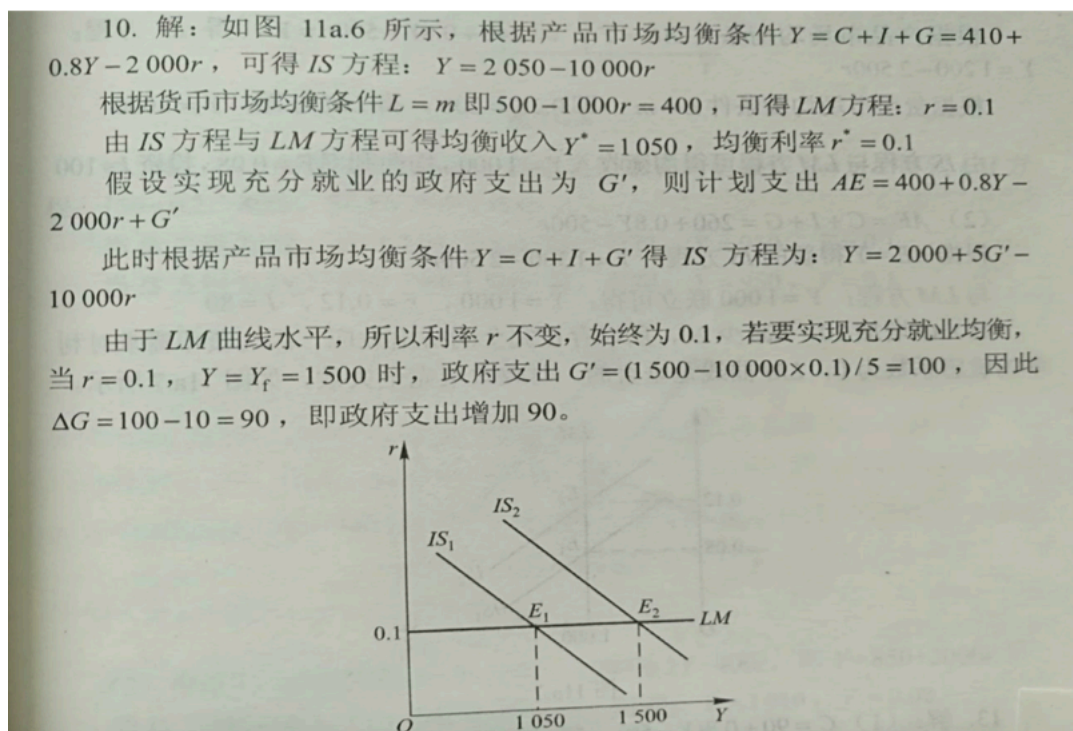 10. 解：如图 11a.6 所示，根据产品市场均衡条件 Y=C+I+G=410+
0.8Y-2 000r，可得 IS 方程：Y=2 050-10 000r
根据货币市场均衡条件 L=m 即 500-1 000r=400，可得 LM 方程：r=0.1
由 IS 方程与 LM 方程可得均衡收入 Y*=1 050，均衡利率 r*=0.1
假设实现充分就业的政府支出为 G′，则计划支出 AE=400+0.8Y-
2 000r+G′
此时根据产品市场均衡条件 Y=C+I+G′ 得 IS 方程为：Y=2 000+5G′-
10 000r
由于 LM 曲线水平，所以利率 r 不变，始终为 0.1，若要实现充分就业均衡，
当 r=0.1 Y=Yf=1 500 时，政府支出 G′=(1 500-10 000×0.1)/5=100，因此
ΔG=100-10=90，即政府支出增加 90。
r
IS2
IS1
E1
E2
LM
0.1
O
1 050
1 500
Y